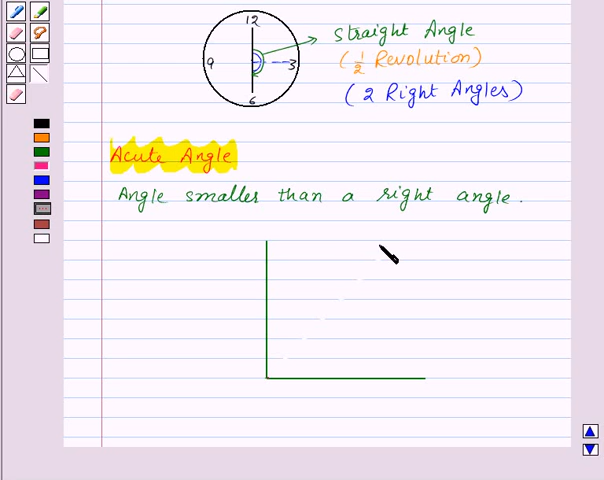 12
9
3
6
Straight Angle
(1/2 Revolution)
(2 Right Angles)
Acute Angle
Angle smaller than a right angle.